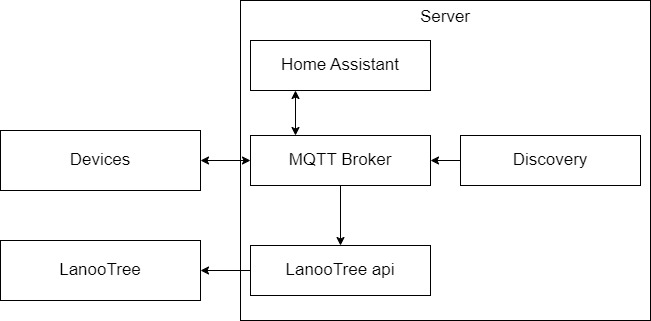 Server
Home Assistant
Devices
MQTT Broker
Discovery
LanooTree
LanooTree api